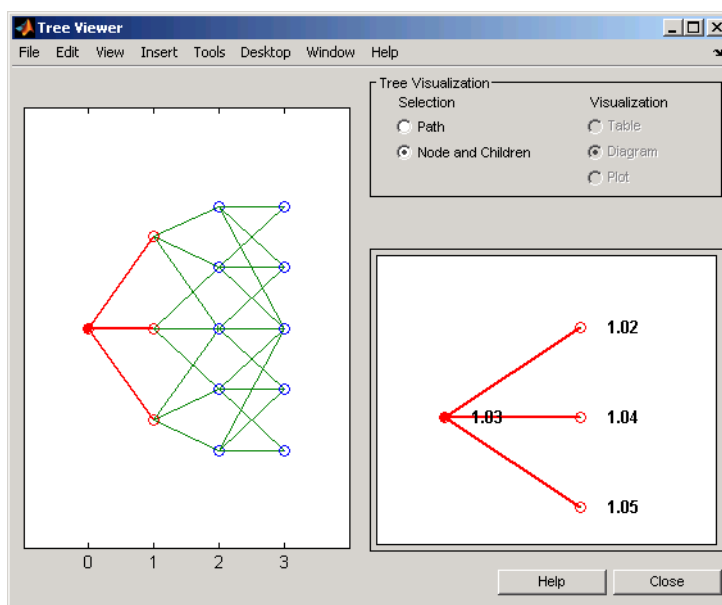 Tree Viewer
File Edit View Insert Tools Desktop Window Help
Tree Visualization
Selection
Visualization
Path
Table
Node and Children
Diagram
Plot
1.02
1.03
1.04
1.05
0 1 2 3
Help
Close